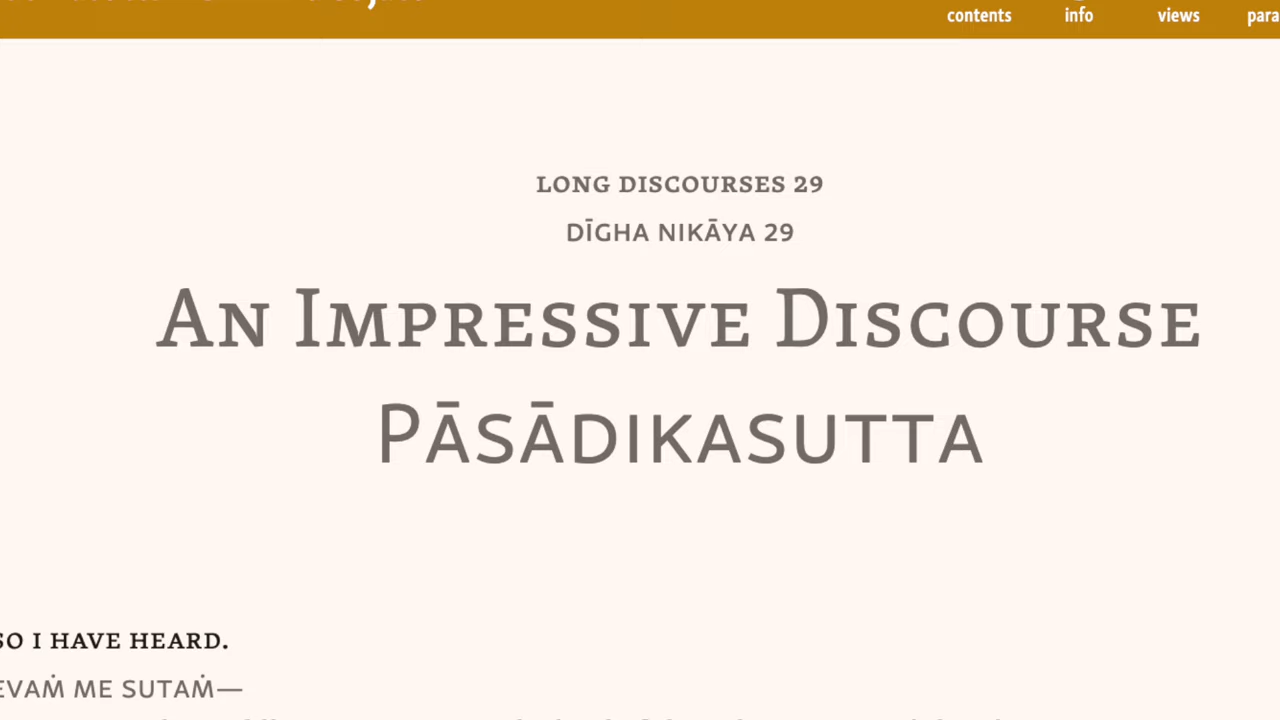 contents info views
LONG DISCOURSES 29
DĪGHA NIKĀYA 29
An Impressive Discourse
Pāsādikasutta
SO I HAVE HEARD.
EVAṀ ME SUTAṀ—